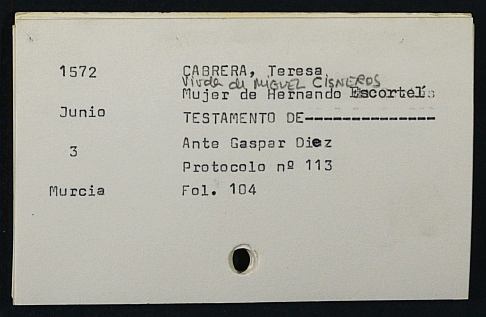 1572 CABRERA, Teresa
Viuda de MIGUEL CISNEROS
Mujer de Hernando Escortelís
Junio TESTAMENTO DE---------------
3 Ante Gaspar Diez
Protocolo nº 113
Murcia Fol. 104